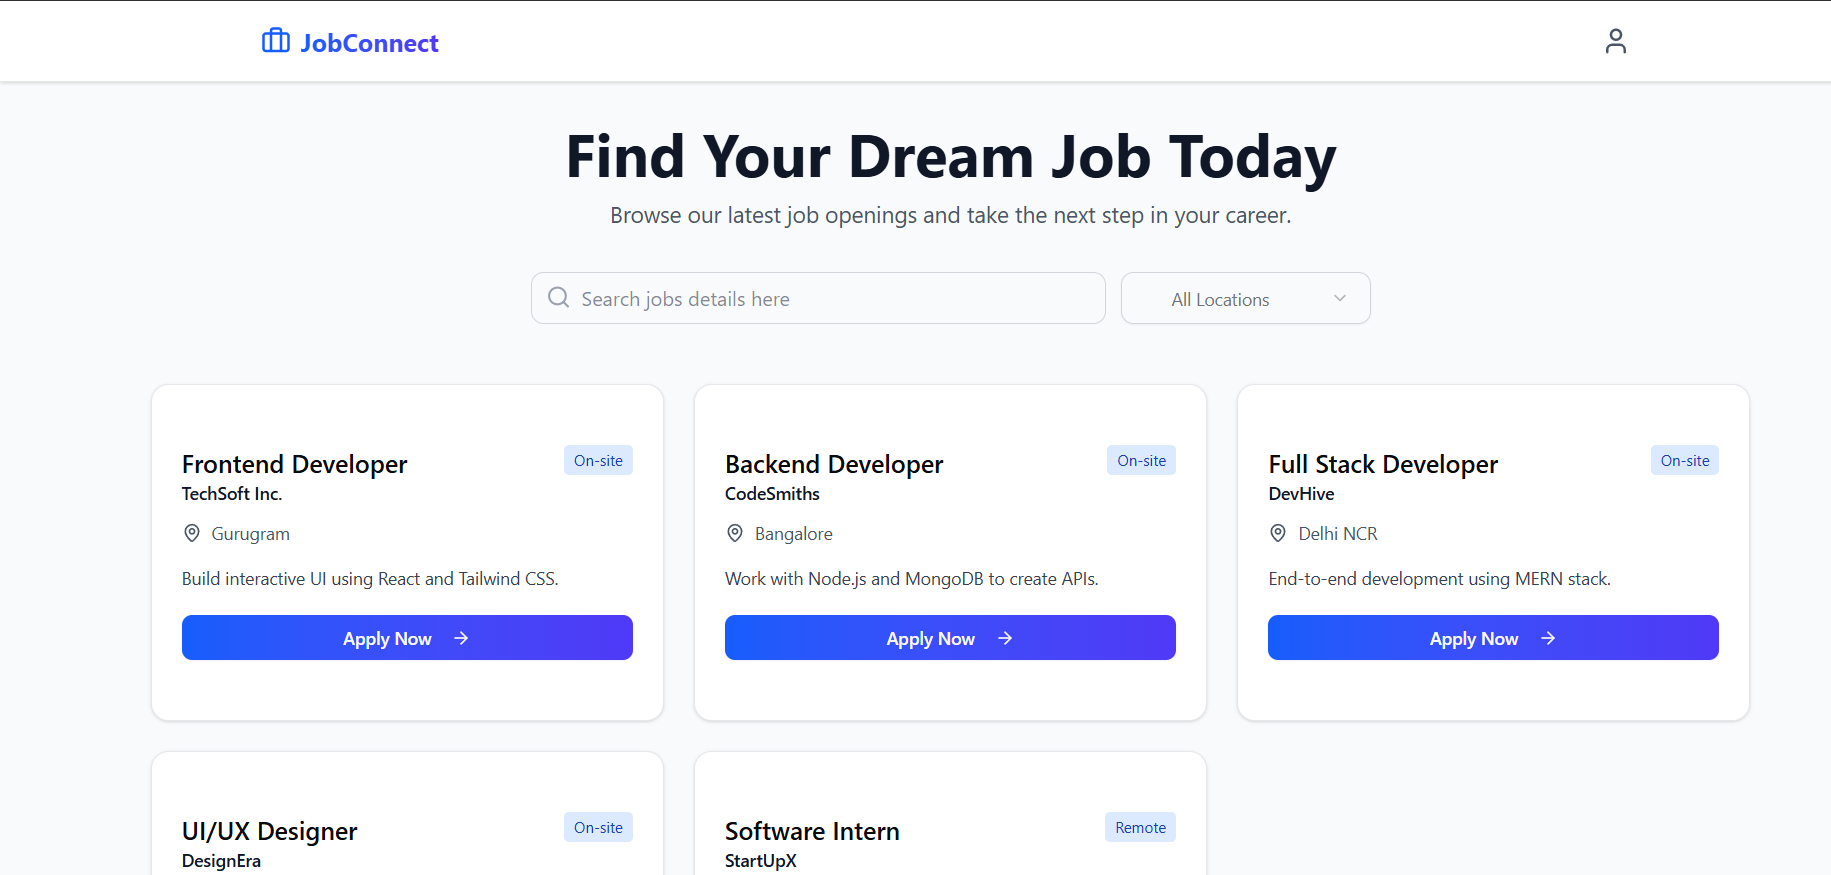 JobConnect
Find Your Dream Job Today
Browse our latest job openings and take the next step in your career.
Search jobs details here
All Locations
Frontend Developer
On-site
TechSoft Inc.
Gurugram
Build interactive UI using React and Tailwind CSS.
Apply Now
Backend Developer
On-site
CodeSmiths
Bangalore
Work with Node.js and MongoDB to create APIs.
Apply Now
Full Stack Developer
On-site
DevHive
Delhi NCR
End-to-end development using MERN stack.
Apply Now
UI/UX Designer
On-site
DesignEra
Software Intern
Remote
StartUpX